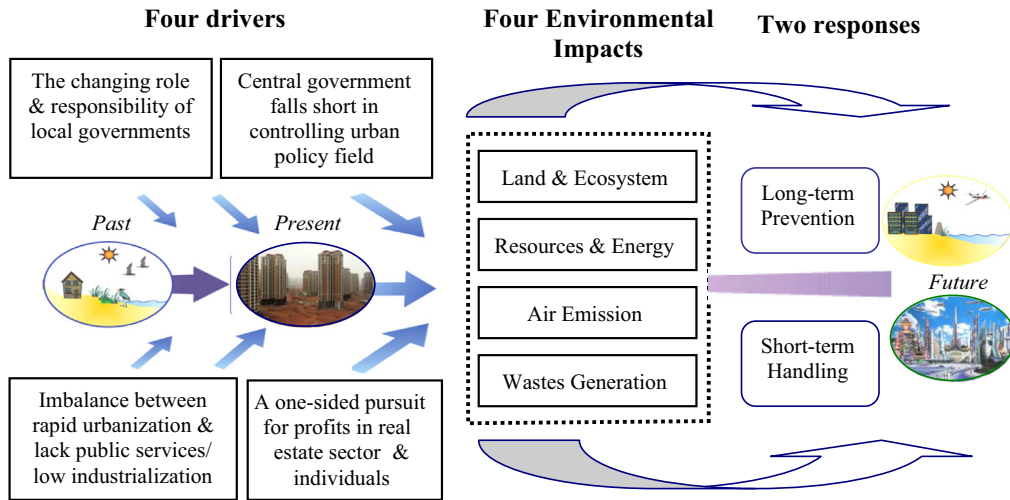 Four drivers
The changing role
& responsibility of
local governments
Central government
falls short in
controlling urban
policy field
Past
Present
Imbalance between
rapid urbanization &
lack public services/
low industrialization
A one-sided pursuit
for profits in real
estate sector &
individuals
Four Environmental
Impacts
Land & Ecosystem
Resources & Energy
Air Emission
Wastes Generation
Two responses
Long-term
Prevention
Future
Short-term
Handling